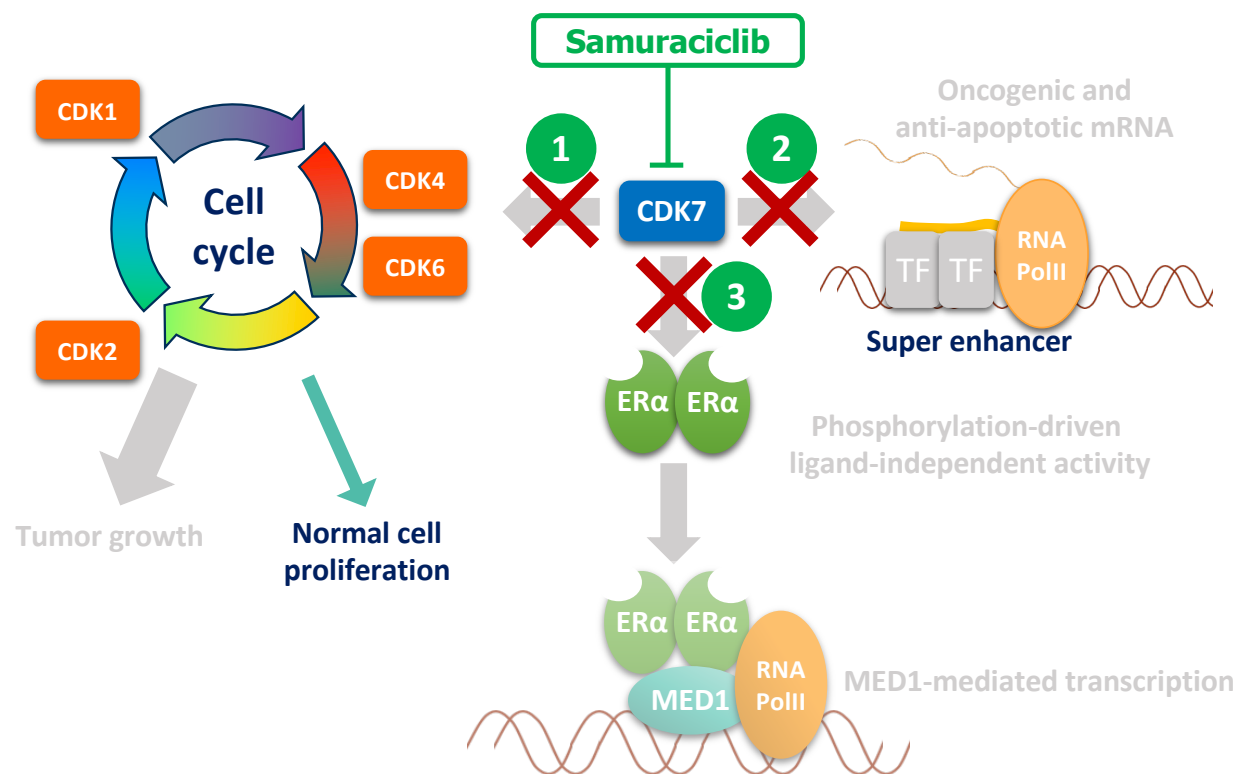 Samuraciclib
CDK1
CDK4
CDK6
CDK2
Cell
cycle
Tumor growth
Normal cell
proliferation
1
2
CDK7
3
Oncogenic and
anti-apoptotic mRNA
TF
TF
RNA
PolII
Super enhancer
ERα
ERα
Phosphorylation-driven
ligand-independent activity
ERα
ERα
MED1
RNA
PolII
MED1-mediated transcription